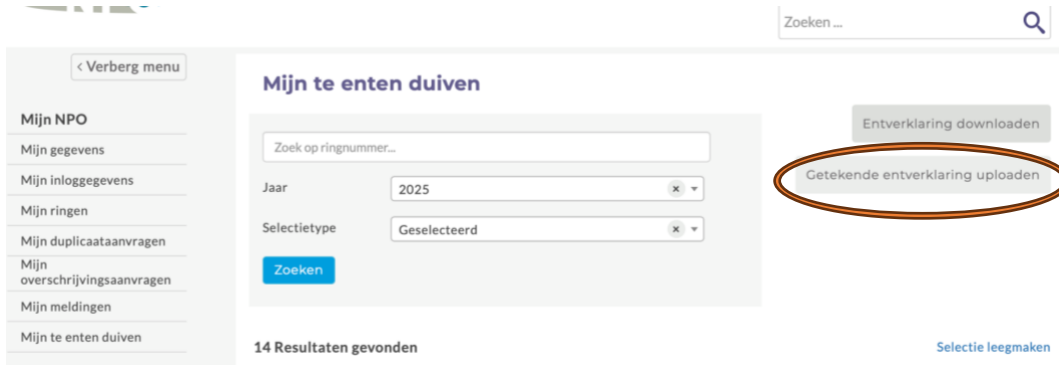 Zoeken ...
< Verberg menu
Mijn te enten duiven
Mijn NPO
Mijn gegevens
Mijn inloggegevens
Mijn ringen
Mijn duplicaataanvragen
Mijn
overschrijvingsaanvragen
Mijn meldingen
Mijn te enten duiven
Zoek op ringnummer...
Jaar
2025
Selectietype
Geselecteerd
Zoeken
Entverklaring downloaden
Getekende entverklaring uploaden
14 Resultaten gevonden
Selectie leegmaken